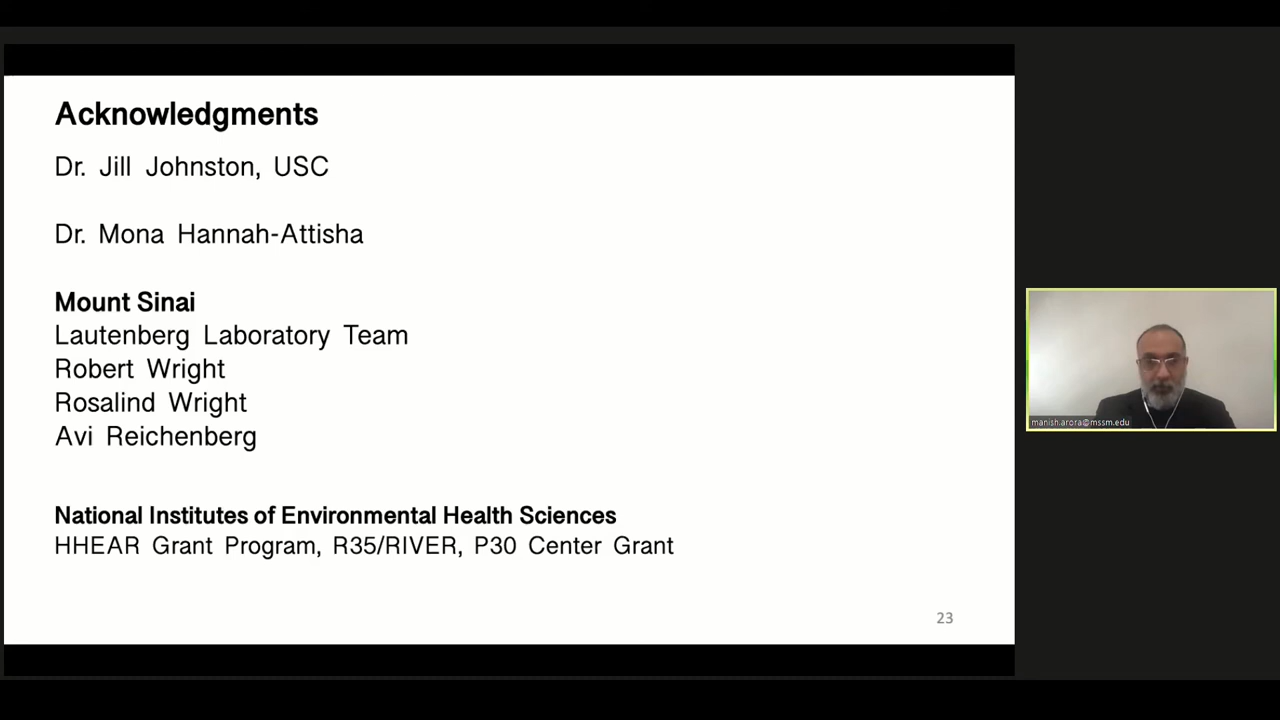 Acknowledgments
Dr. Jill Johnston, USC
Dr. Mona Hannah-Attisha
Mount Sinai
Lautenberg Laboratory Team
Robert Wright
Rosalind Wright
Avi Reichenberg
National Institutes of Environmental Health Sciences
HHEAR Grant Program, R35/RIVER, P30 Center Grant
23
manish.arora@mssm.edu